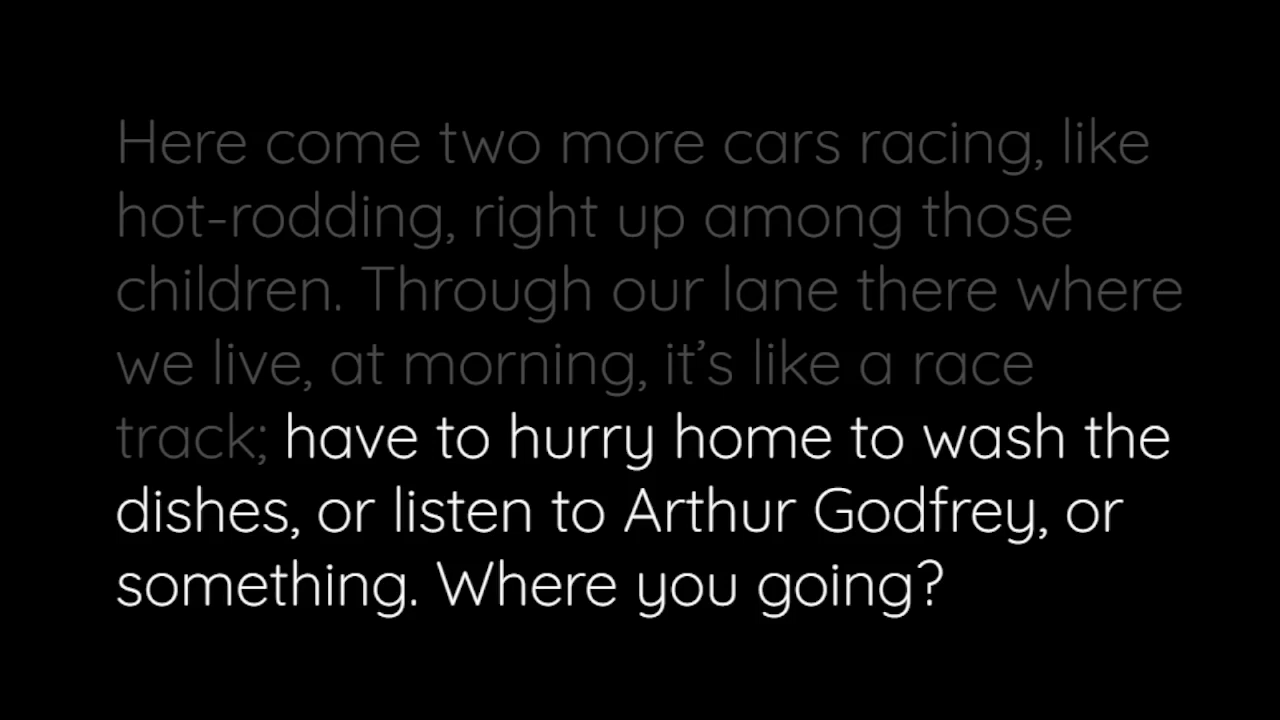 Here come two more cars racing, like
hot-rodding, right up among those
children. Through our lane there where
we live, at morning, it’s like a race
track; have to hurry home to wash the
dishes, or listen to Arthur Godfrey, or
something. Where you going?